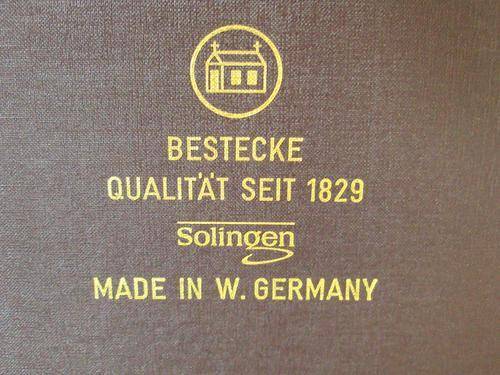 BESTECKE
QUALITÄT SEIT 1829
Solingen
MADE IN W. GERMANY